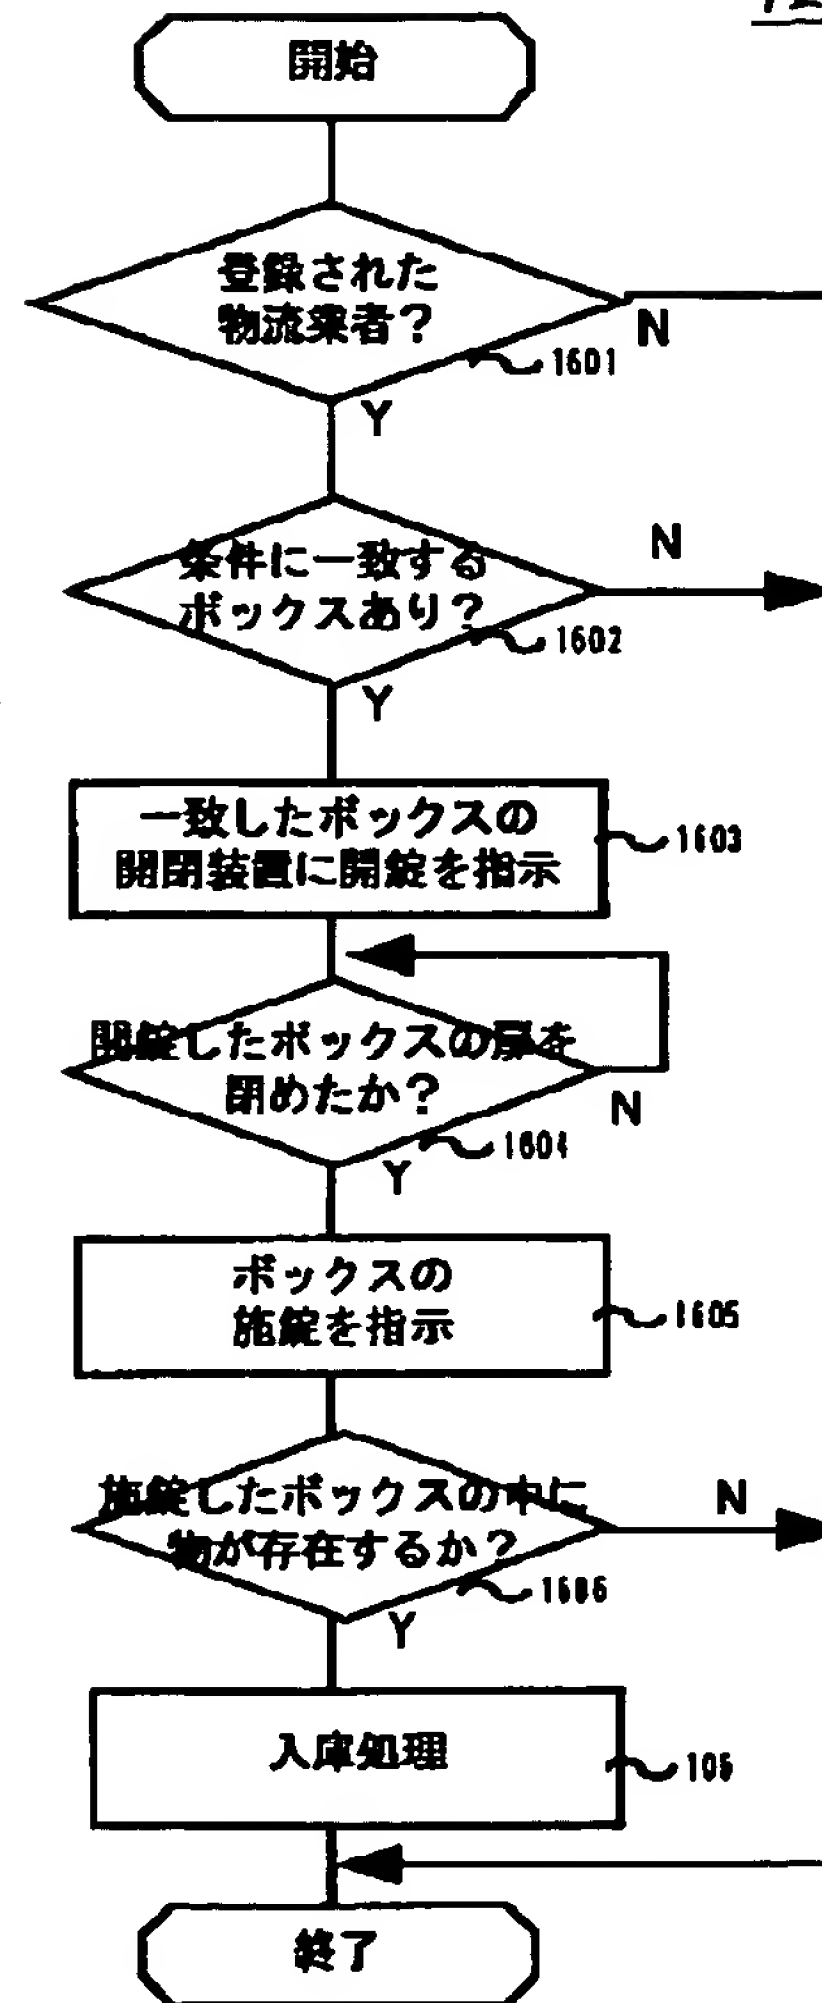 開始
登録された
物流業者?
N
1601
Y
N
条件に一致する
ボックスあり?
1602
Y
一致したボックスの
開閉装置に開錠を指示
1603
開錠したボックスの扉を
閉めたか?
N
1604
Y
ボックスの
施錠を指示
1605
施錠したボックスの中に
物が存在するか?
N
1606
Y
入庫処理
終了